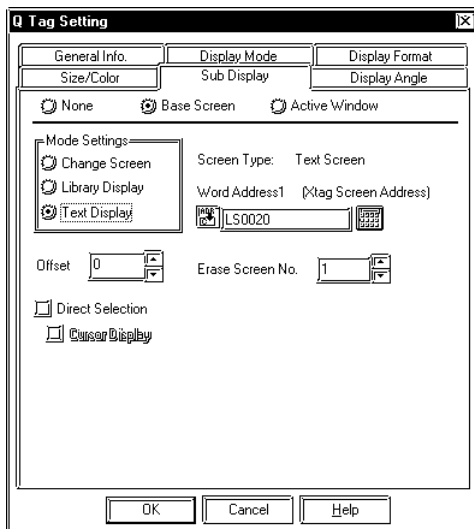 Q Tag Setting
General Info. Display Mode Display Format
Size/Color Sub Display Display Angle
None Base Screen Active Window
Mode Settings
Change Screen Screen Type: Text Screen
Library Display Word Address1 (Xtag Screen Address)
Text Display LS0020
Offset 0 Erase Screen No. 1
Direct Selection
Cursor Display
OK Cancel Help